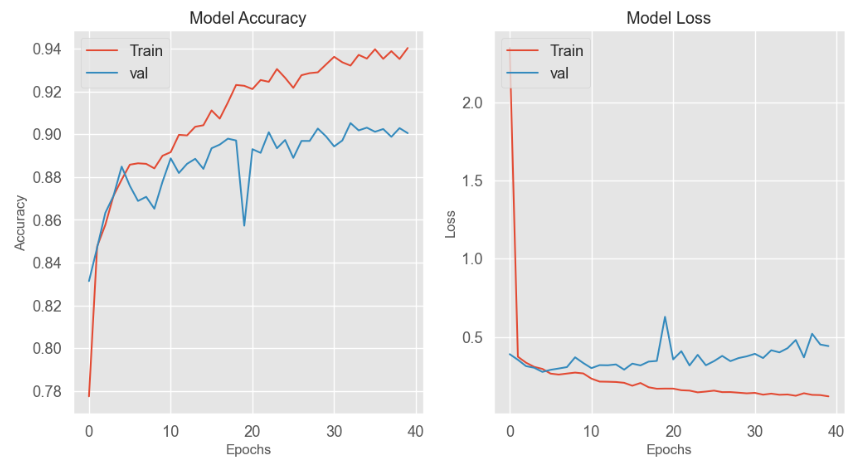 Model Accuracy
Train
val
0.94
0.92
0.90
0.88
0.86
0.84
0.82
0.80
0.78
Accuracy
0
10
20
30
40
Epochs
Model Loss
Train
val
2.0
1.5
1.0
0.5
Loss
0
10
20
30
40
Epochs